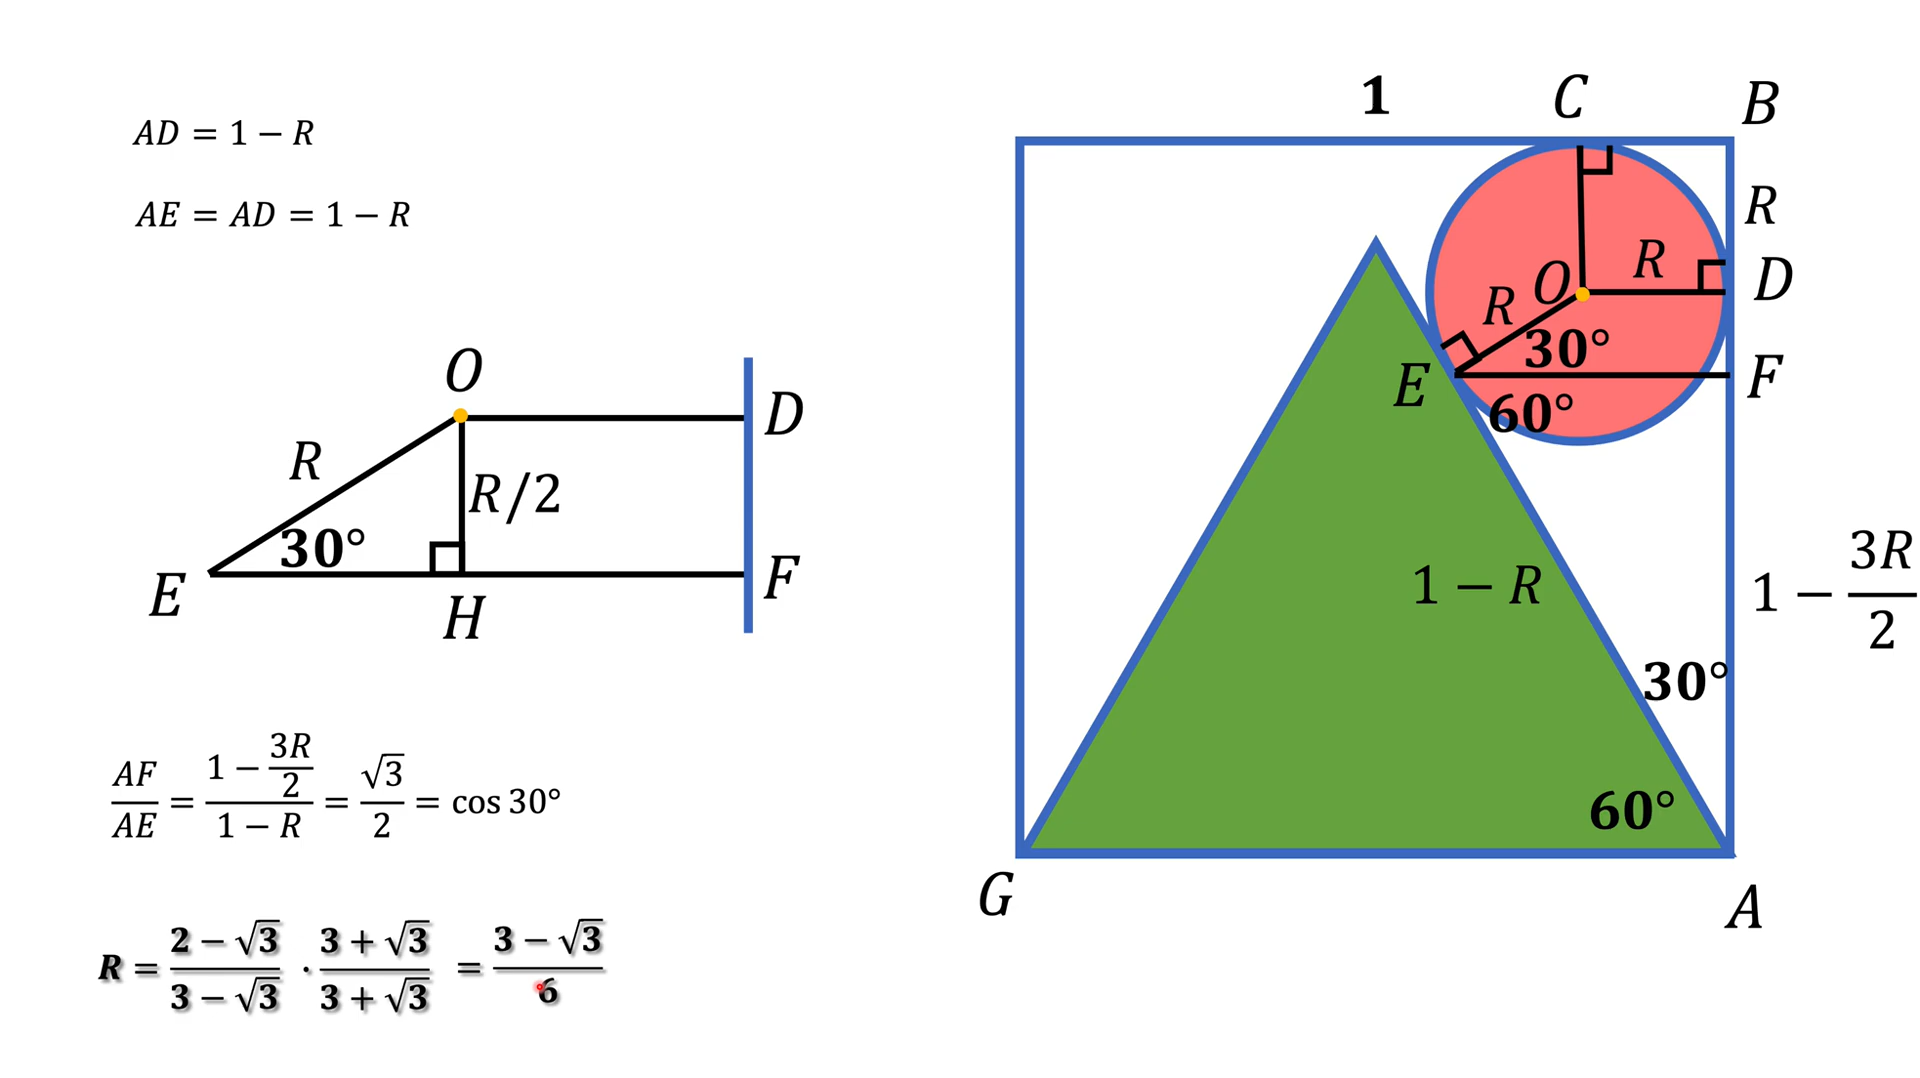 AD = 1 − R
AE = AD = 1 − R
O
D
R
R/2
30°
E
H
F
AF/AE = (1 − 3R/2)/(1 − R) = √3/2 = cos 30°
R = (2 − √3)/(3 − √3) · (3 + √3)/(3 + √3) = (3 − √3)/6
1
C
B
R
R
O
D
R
30°
E
F
60°
1 − R
1 − 3R/2
30°
60°
G
A